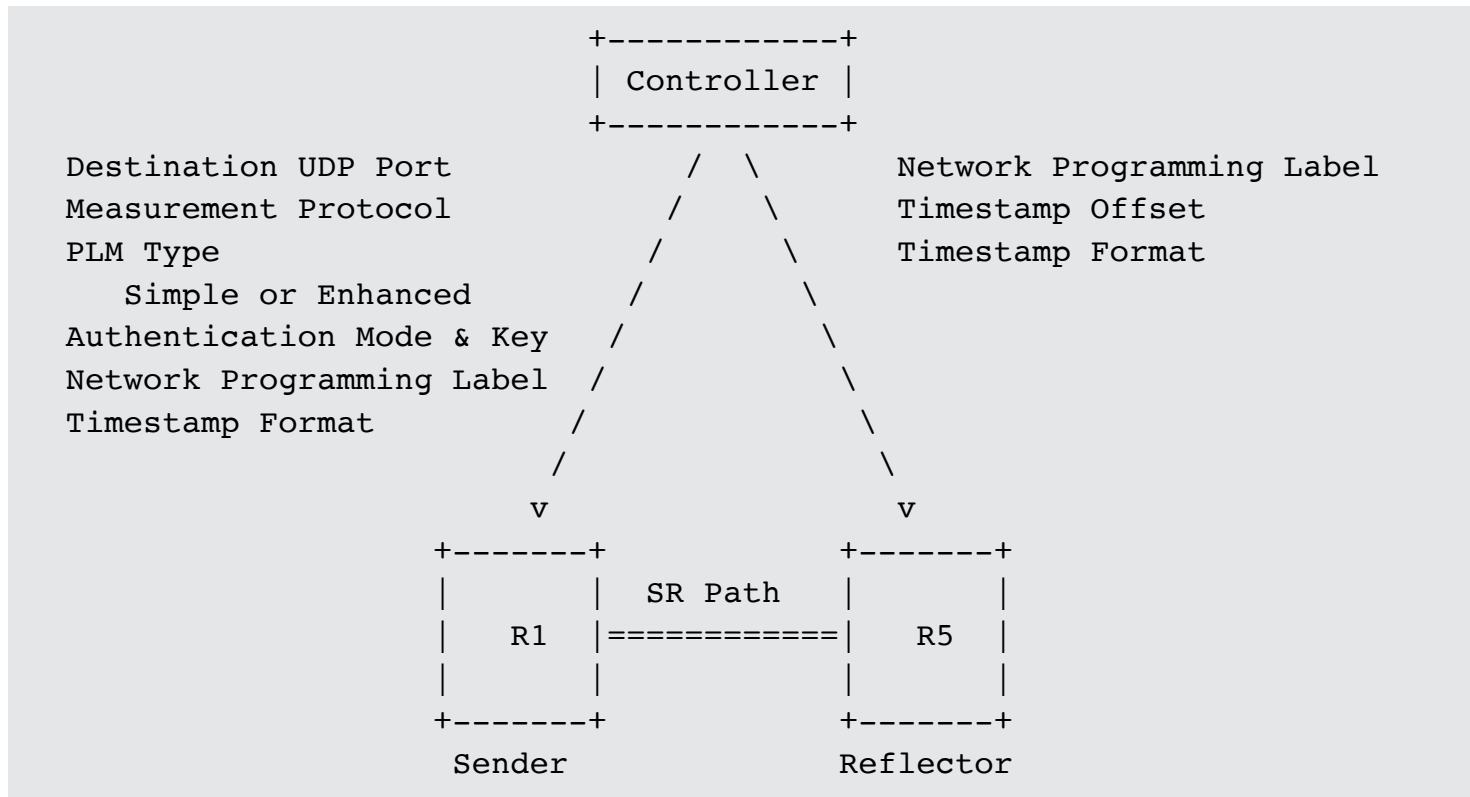 Controller
Destination UDP Port
Measurement Protocol
PLM Type
Simple or Enhanced
Authentication Mode & Key
Network Programming Label
Timestamp Format
Network Programming Label
Timestamp Offset
Timestamp Format
v v
SR Path
R1 R5
Sender Reflector